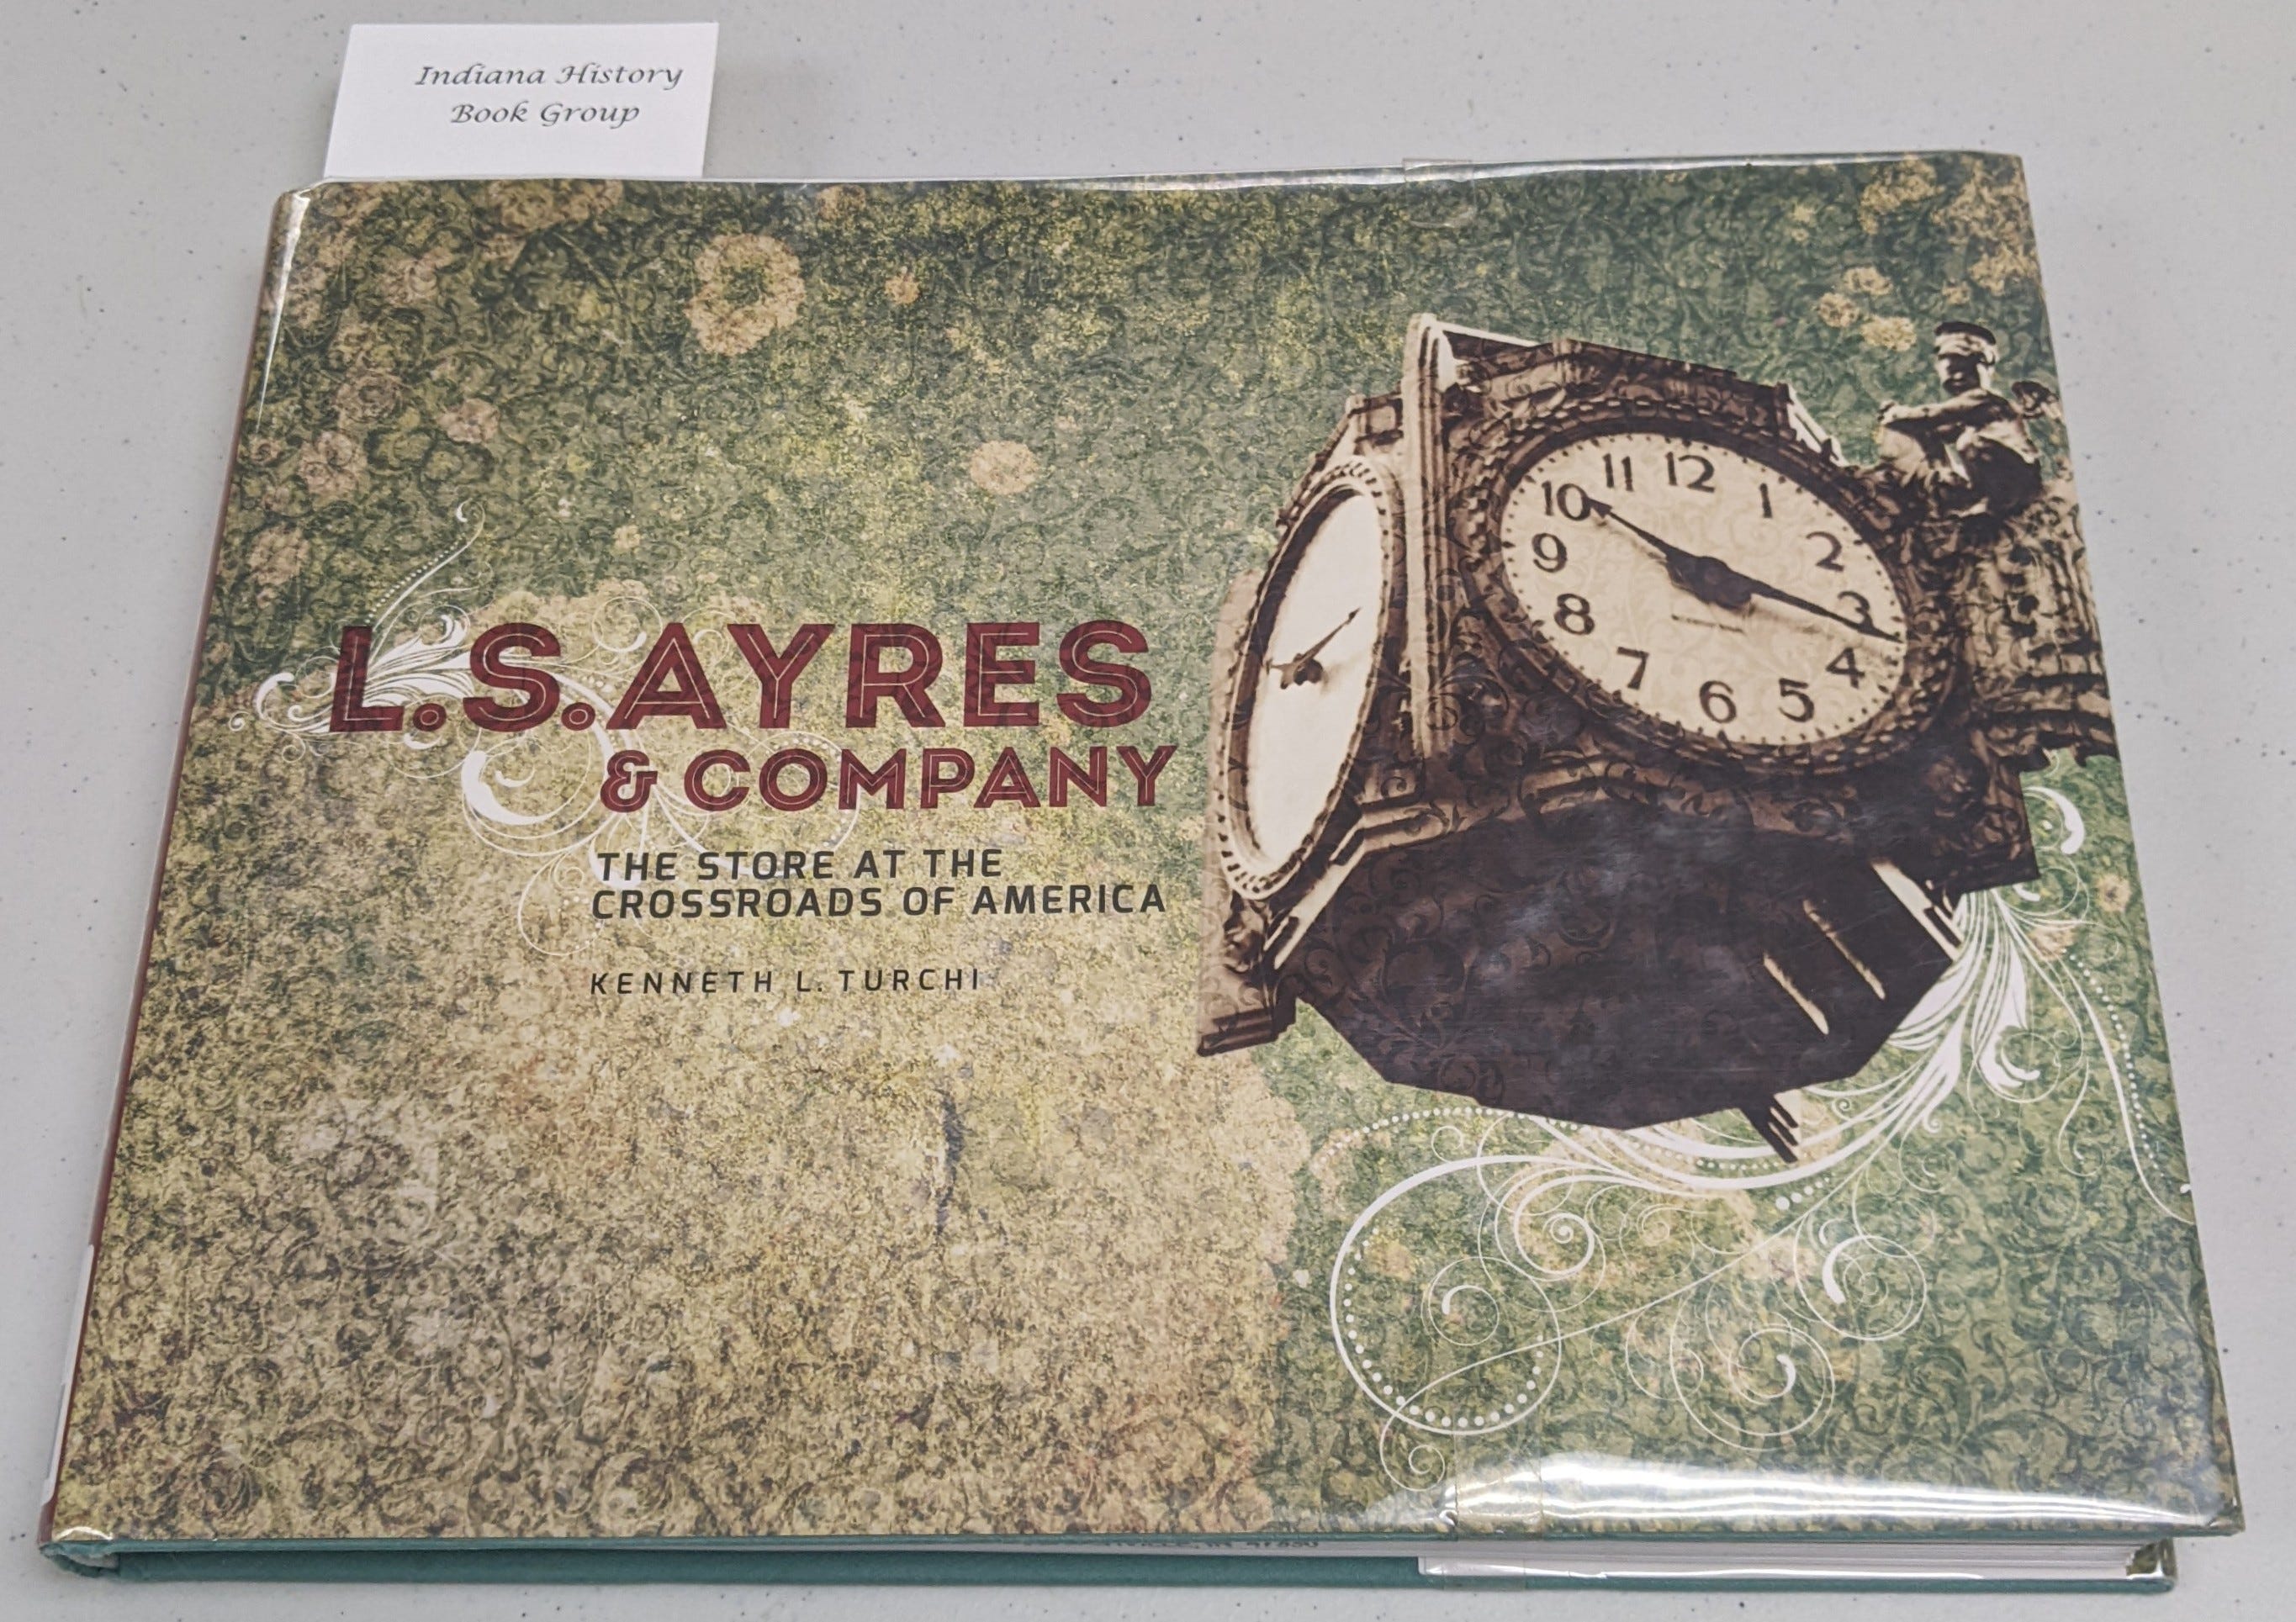 Indiana History
Book Group
L.S. AYRES
& COMPANY
THE STORE AT THE
CROSSROADS OF AMERICA
KENNETH L. TURCHI
12
1
2
3
4
5
6
7
8
9
10
11